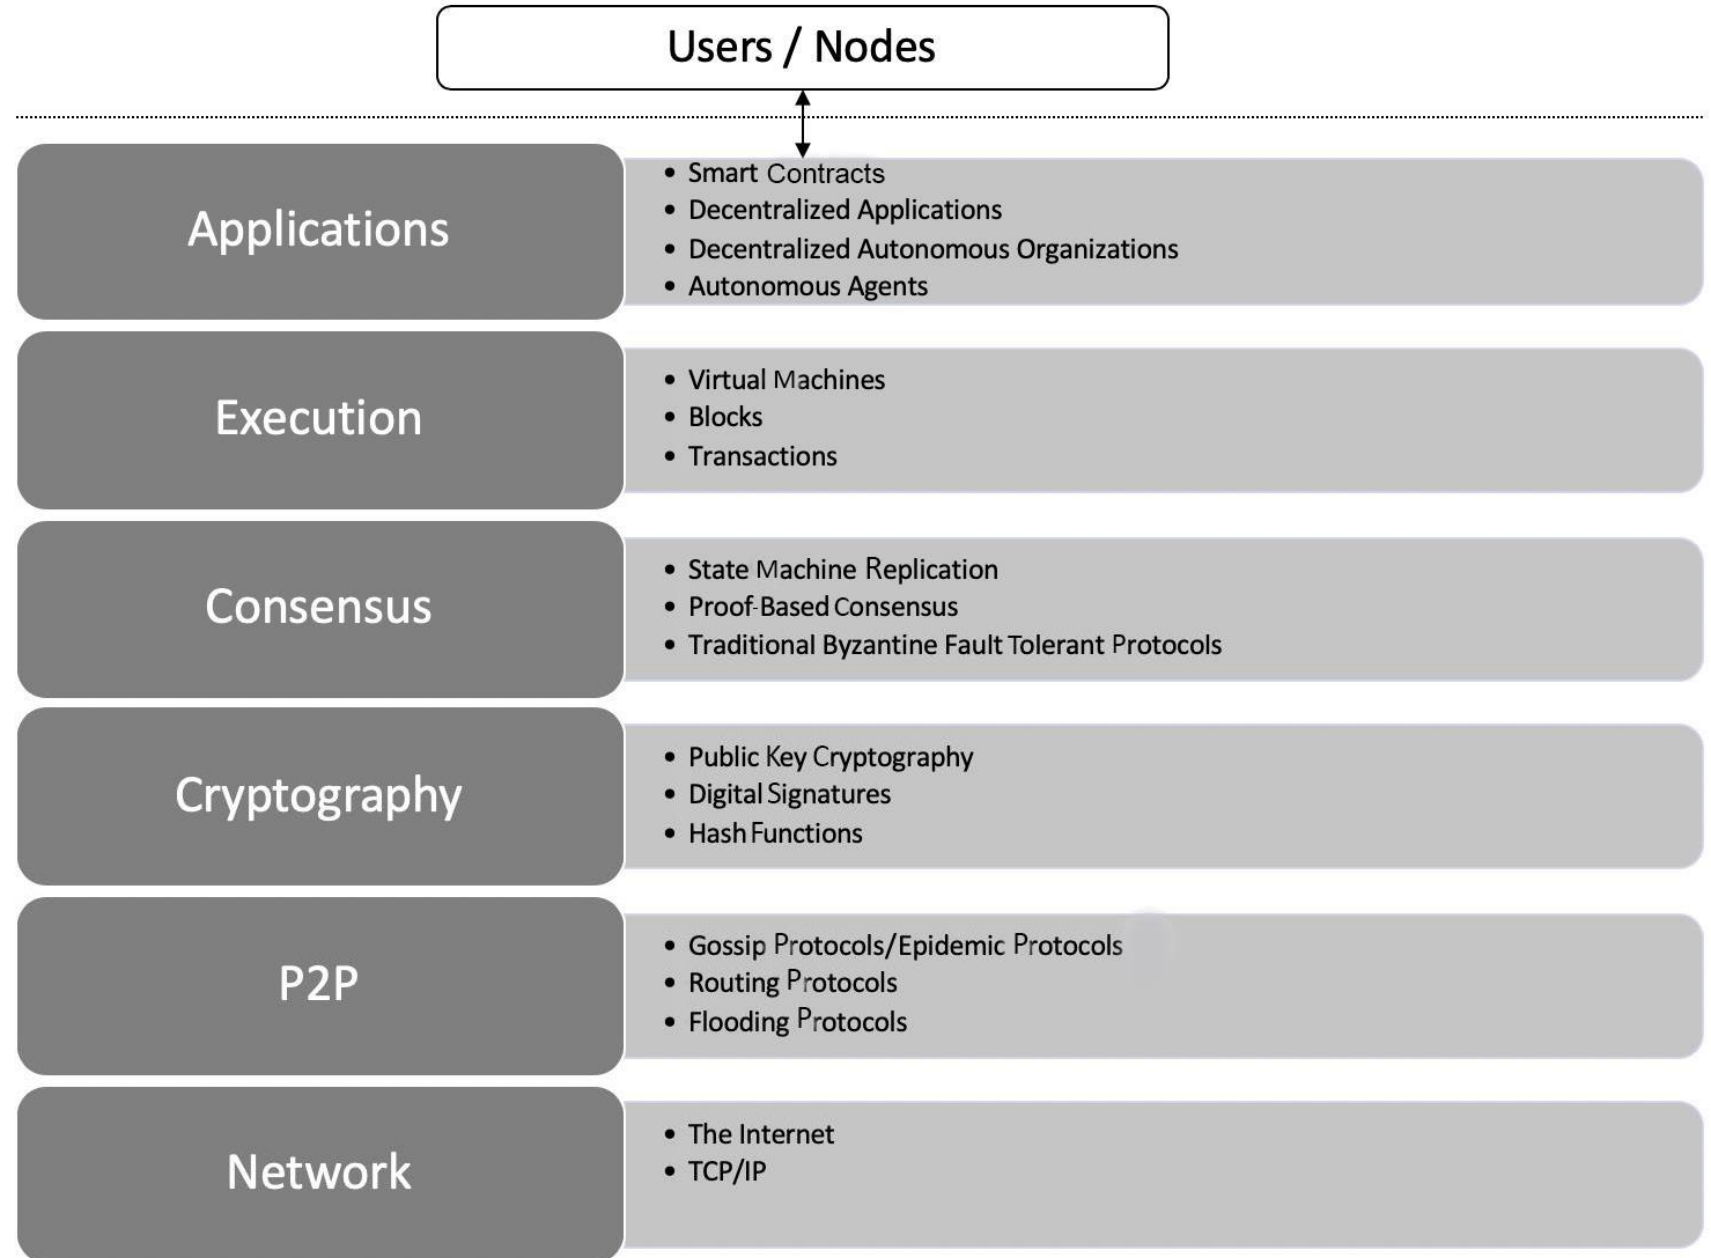 Users / Nodes
Applications
• Smart Contracts
• Decentralized Applications
• Decentralized Autonomous Organizations
• Autonomous Agents
Execution
• Virtual Machines
• Blocks
• Transactions
Consensus
• State Machine Replication
• Proof-Based Consensus
• Traditional Byzantine Fault Tolerant Protocols
Cryptography
• Public Key Cryptography
• Digital Signatures
• Hash Functions
P2P
• Gossip Protocols/Epidemic Protocols
• Routing Protocols
• Flooding Protocols
Network
• The Internet
• TCP/IP